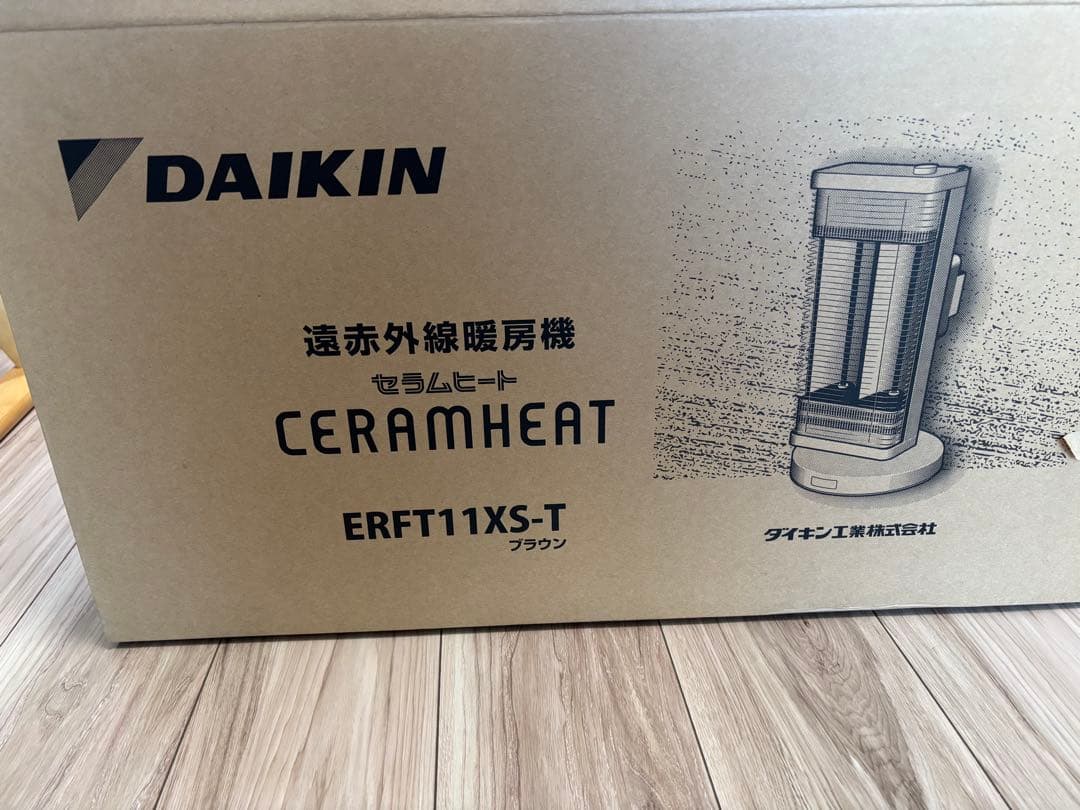 DAIKIN
遠赤外線暖房機
セラムヒート
CERAMHEAT
ERFT11XS-T
ブラウン
ダイキン工業株式会社